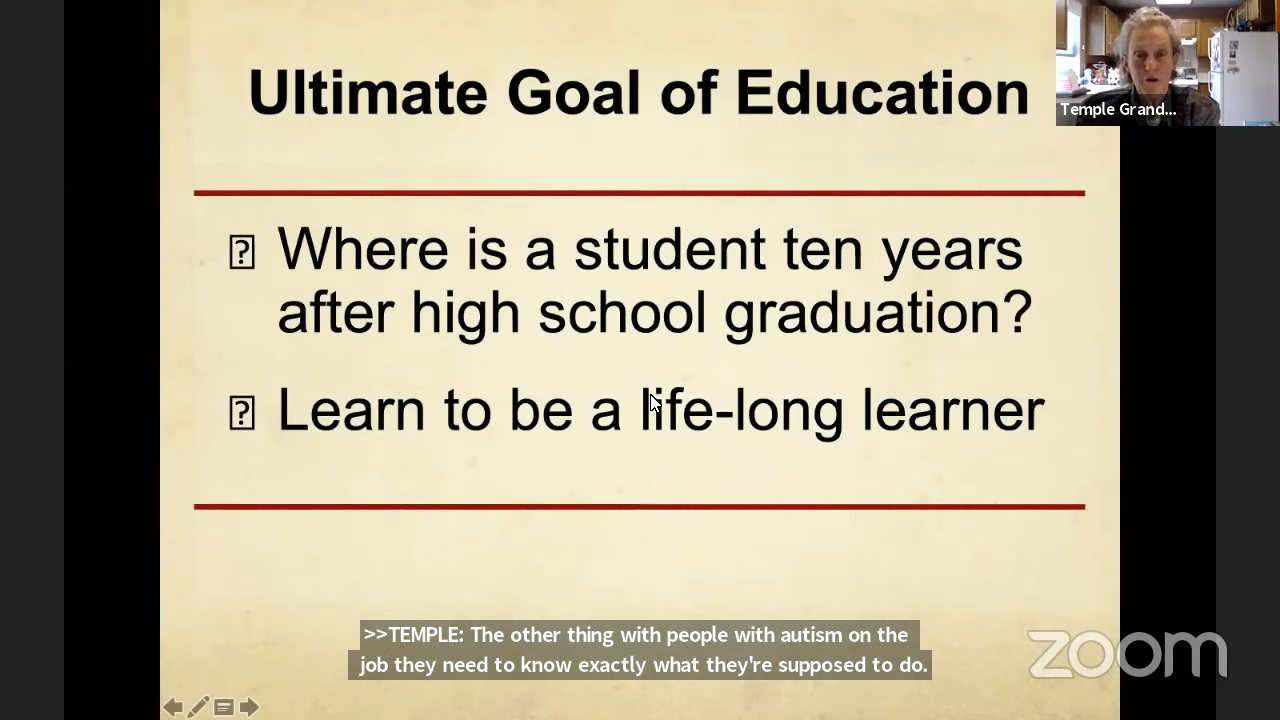 Ultimate Goal of Education
Temple Grand...
Where is a student ten years
after high school graduation?
Learn to be a life-long learner
>>TEMPLE: The other thing with people with autism on the
job they need to know exactly what they're supposed to do.
zoom